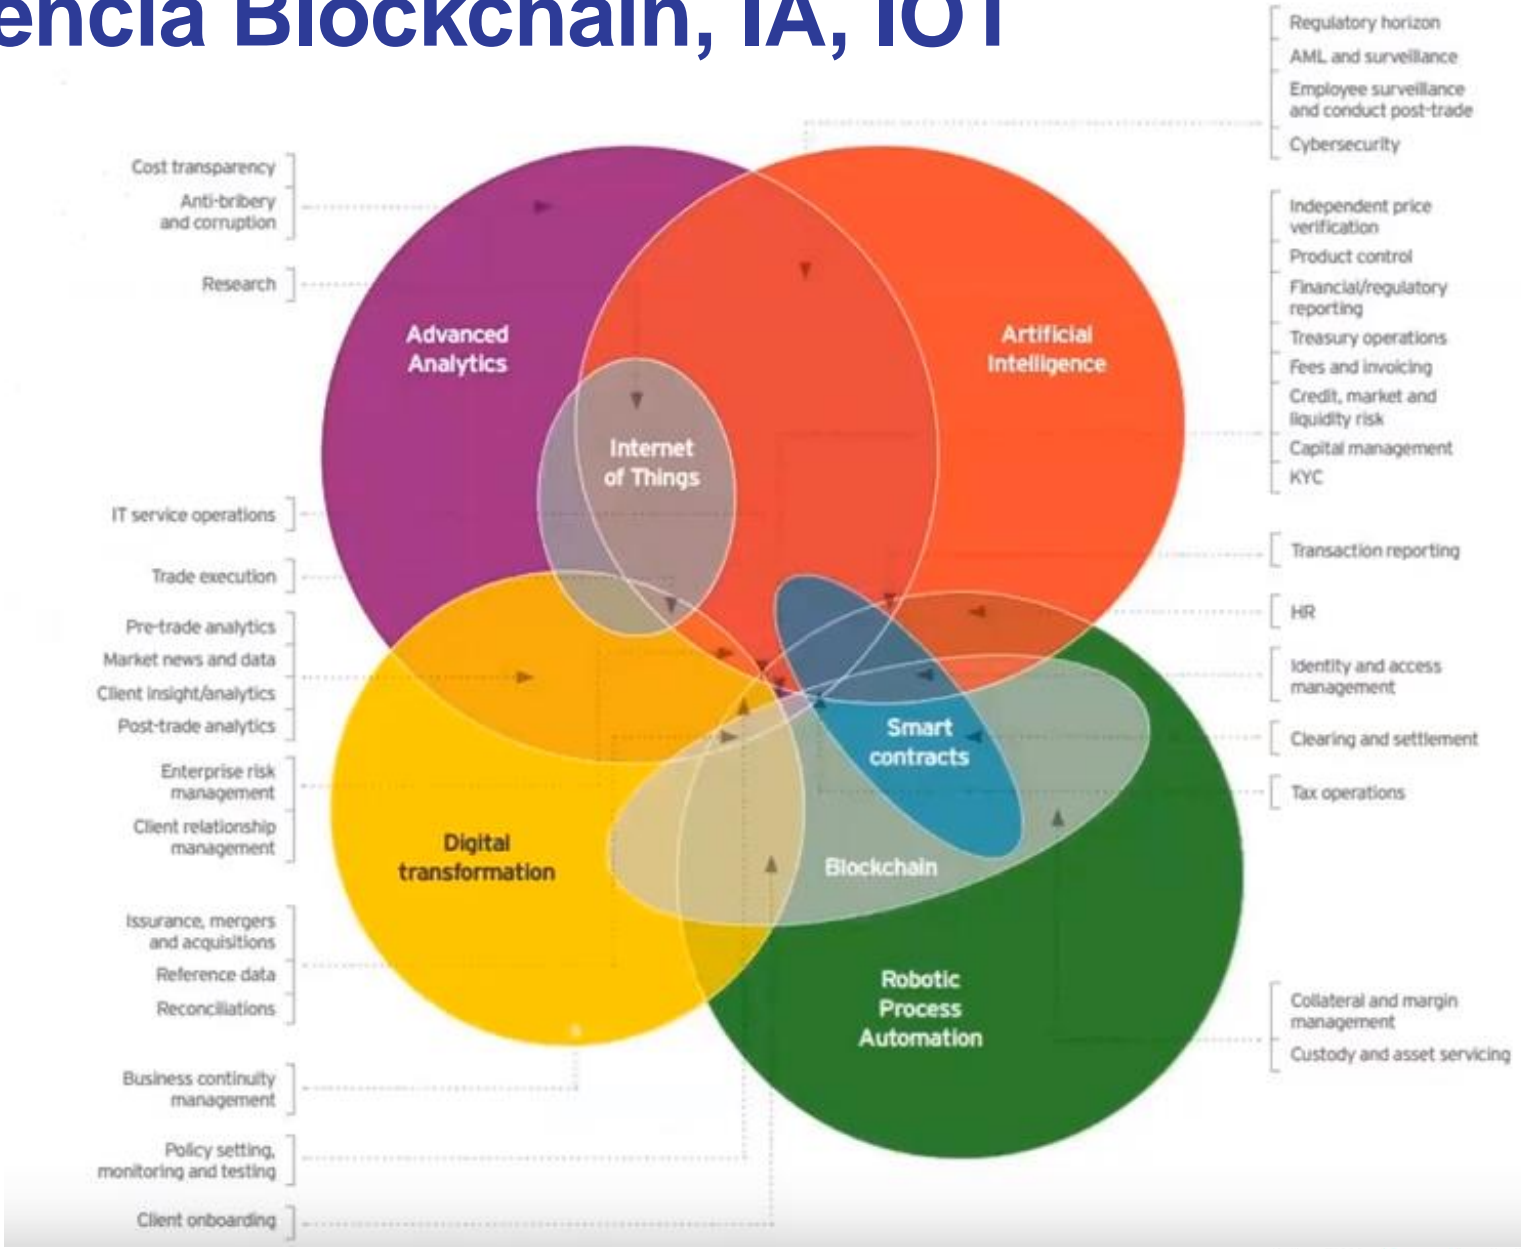 encia Blockchain, IA, IOT
Cost transparency
Anti-bribery
and corruption
Research
IT service operations
Trade execution
Pre-trade analytics
Market news and data
Client insight/analytics
Post-trade analytics
Enterprise risk
management
Client relationship
management
Issurance, mergers
and acquisitions
Reference data
Reconciliations
Business continuity
management
Policy setting,
monitoring and testing
Client onboarding
Advanced
Analytics
Artificial
Intelligence
Internet
of Things
Smart
contracts
Digital
transformation
Blockchain
Robotic
Process
Automation
Regulatory horizon
AML and surveillance
Employee surveillance
and conduct post-trade
Cybersecurity
Independent price
verification
Product control
Financial/regulatory
reporting
Treasury operations
Fees and invoicing
Credit, market and
liquidity risk
Capital management
KYC
Transaction reporting
HR
Identity and access
management
Clearing and settlement
Tax operations
Collateral and margin
management
Custody and asset servicing